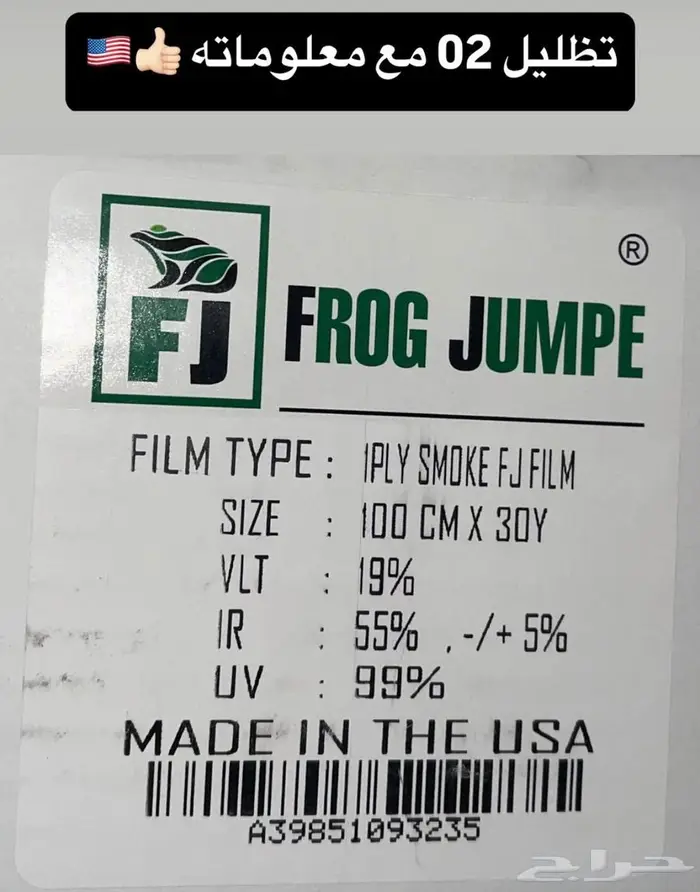 تظليل 02 مع معلوماته 👍🏻🇺🇸
®
FJ
FROG JUMPE
FILM TYPE : 1PLY SMOKE FJ FILM
SIZE : 100 CM X 30Y
VLT : 19%
IR : 55% , -/+ 5%
UV : 99%
MADE IN THE USA
A39851093235
حراج